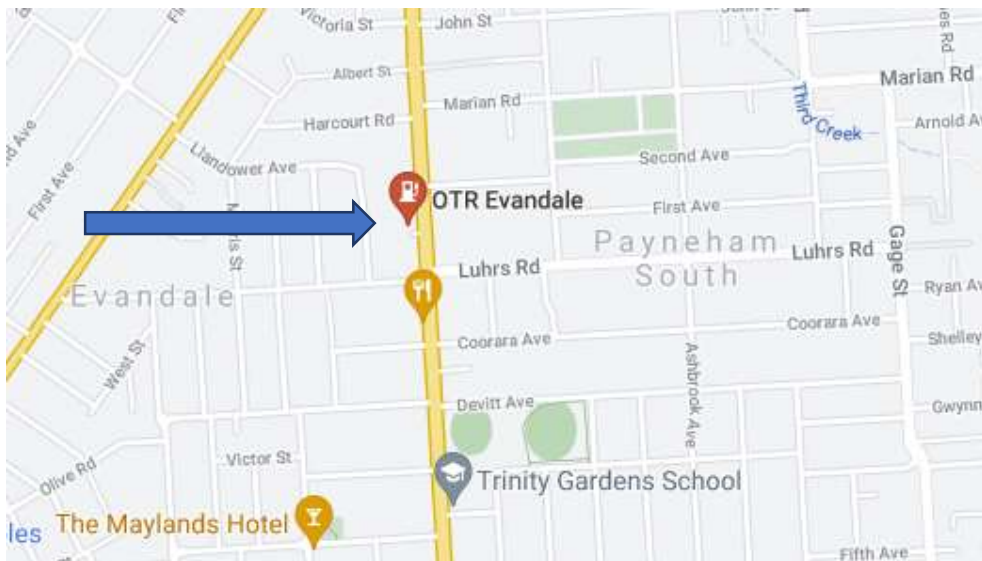 Victoria St
John St
Albert St
Marian Rd
Marian Rd
Harcourt Rd
Third Creek
Arnold A
First Ave
Llandower Ave
Second Ave
First Ave
OTR Evandale
First Ave
Payneham
South
Luhrs Rd
Luhrs Rd
Gage St
Evandale
Ryan Av
Coorara Ave
Coorara Ave
Shelley
West St
Ashbrook Ave
Devitt Ave
Gwynn
Victor St
Olive Rd
Trinity Gardens School
The Maylands Hotel
les
Fifth Ave